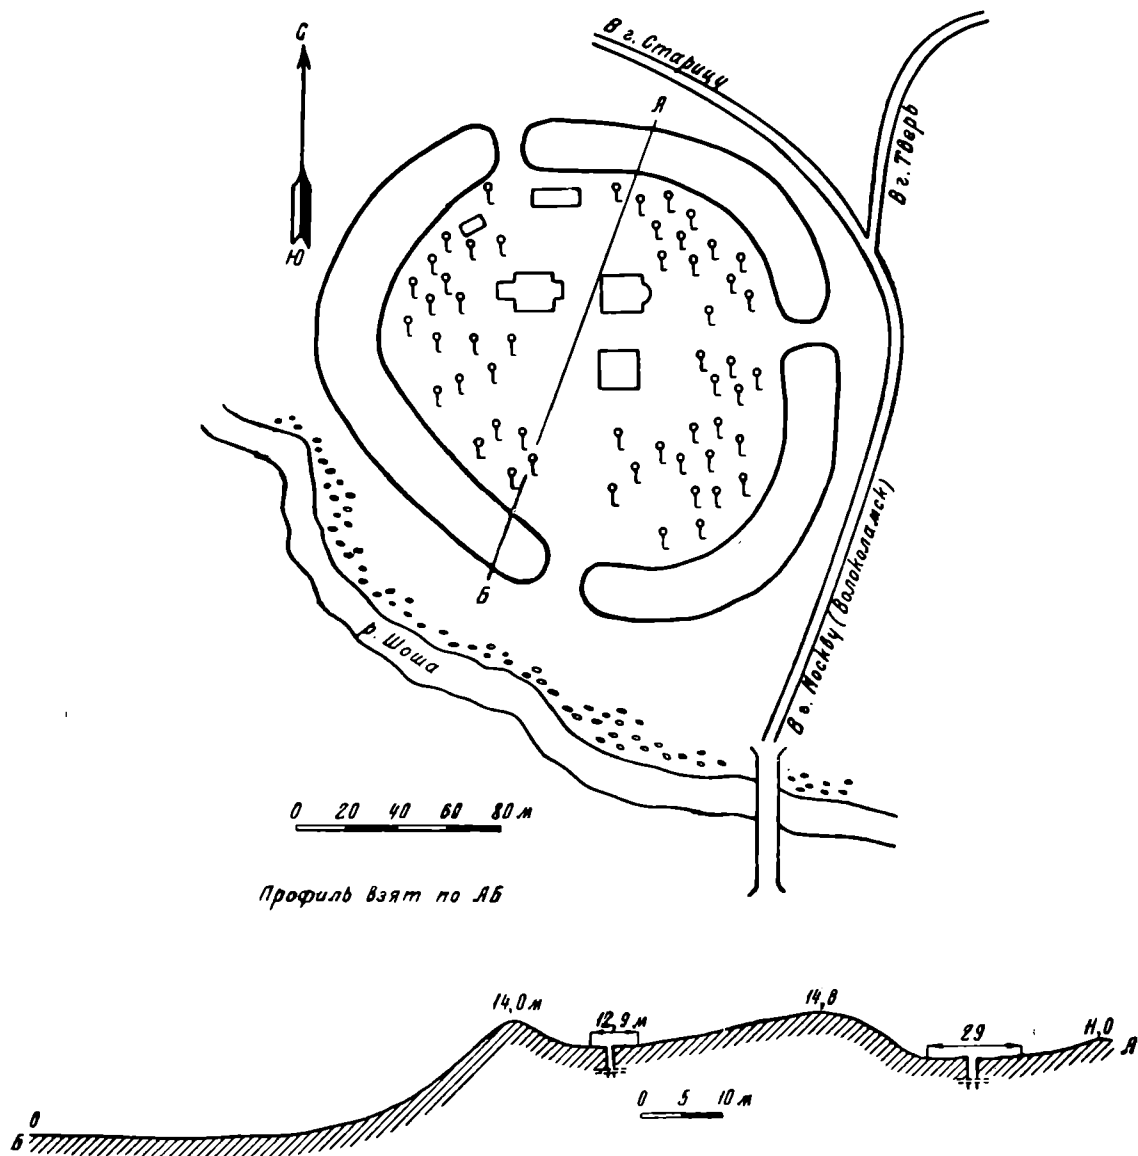 С
В г. Старицу
В г. Тверь
А
Ю
Б
р. Шоша
В г. Москву (Волоколамск)
0 20 40 60 80 м
Профиль взят по АБ
14,0 м
12,9 м
14,8
29
11,0
А
0 5 10 м
0
Б